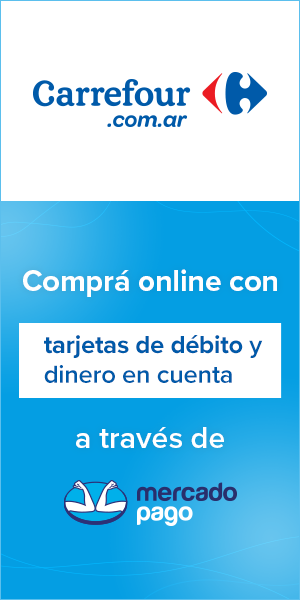 Carrefour
.com.ar
Comprá online con
tarjetas de débito y
dinero en cuenta
a través de
mercado
pago